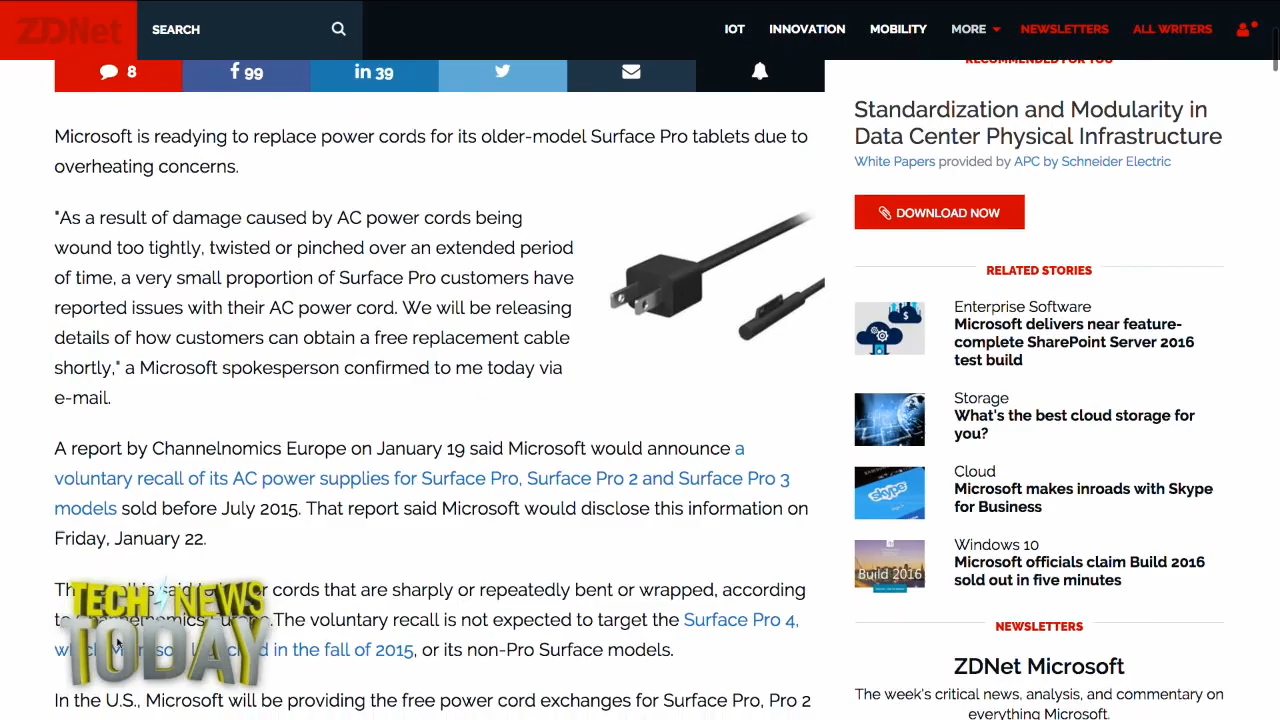 ZDNet
SEARCH
IOT
INNOVATION
MOBILITY
MORE
NEWSLETTERS
ALL WRITERS
8
99
in 39
RECOMMENDED FOR YOU
Microsoft is readying to replace power cords for its older-model Surface Pro tablets due to
overheating concerns.
"As a result of damage caused by AC power cords being
wound too tightly, twisted or pinched over an extended period
of time, a very small proportion of Surface Pro customers have
reported issues with their AC power cord. We will be releasing
details of how customers can obtain a free replacement cable
shortly," a Microsoft spokesperson confirmed to me today via
e-mail.
A report by Channelnomics Europe on January 19 said Microsoft would announce a
voluntary recall of its AC power supplies for Surface Pro, Surface Pro 2 and Surface Pro 3
models sold before July 2015. That report said Microsoft would disclose this information on
Friday, January 22.
cords that are sharply or repeatedly bent or wrapped, according
The voluntary recall is not expected to target the Surface Pro 4,
in the fall of 2015, or its non-Pro Surface models.
In the U.S., Microsoft will be providing the free power cord exchanges for Surface Pro, Pro 2
TECH NEWS
TODAY
Standardization and Modularity in
Data Center Physical Infrastructure
White Papers provided by APC by Schneider Electric
DOWNLOAD NOW
RELATED STORIES
Enterprise Software
Microsoft delivers near feature-
complete SharePoint Server 2016
test build
Storage
What's the best cloud storage for
you?
Cloud
Microsoft makes inroads with Skype
for Business
skype
Windows 10
Microsoft officials claim Build 2016
sold out in five minutes
Build 2016
NEWSLETTERS
ZDNet Microsoft
The week's critical news, analysis, and commentary on
everything Microsoft.